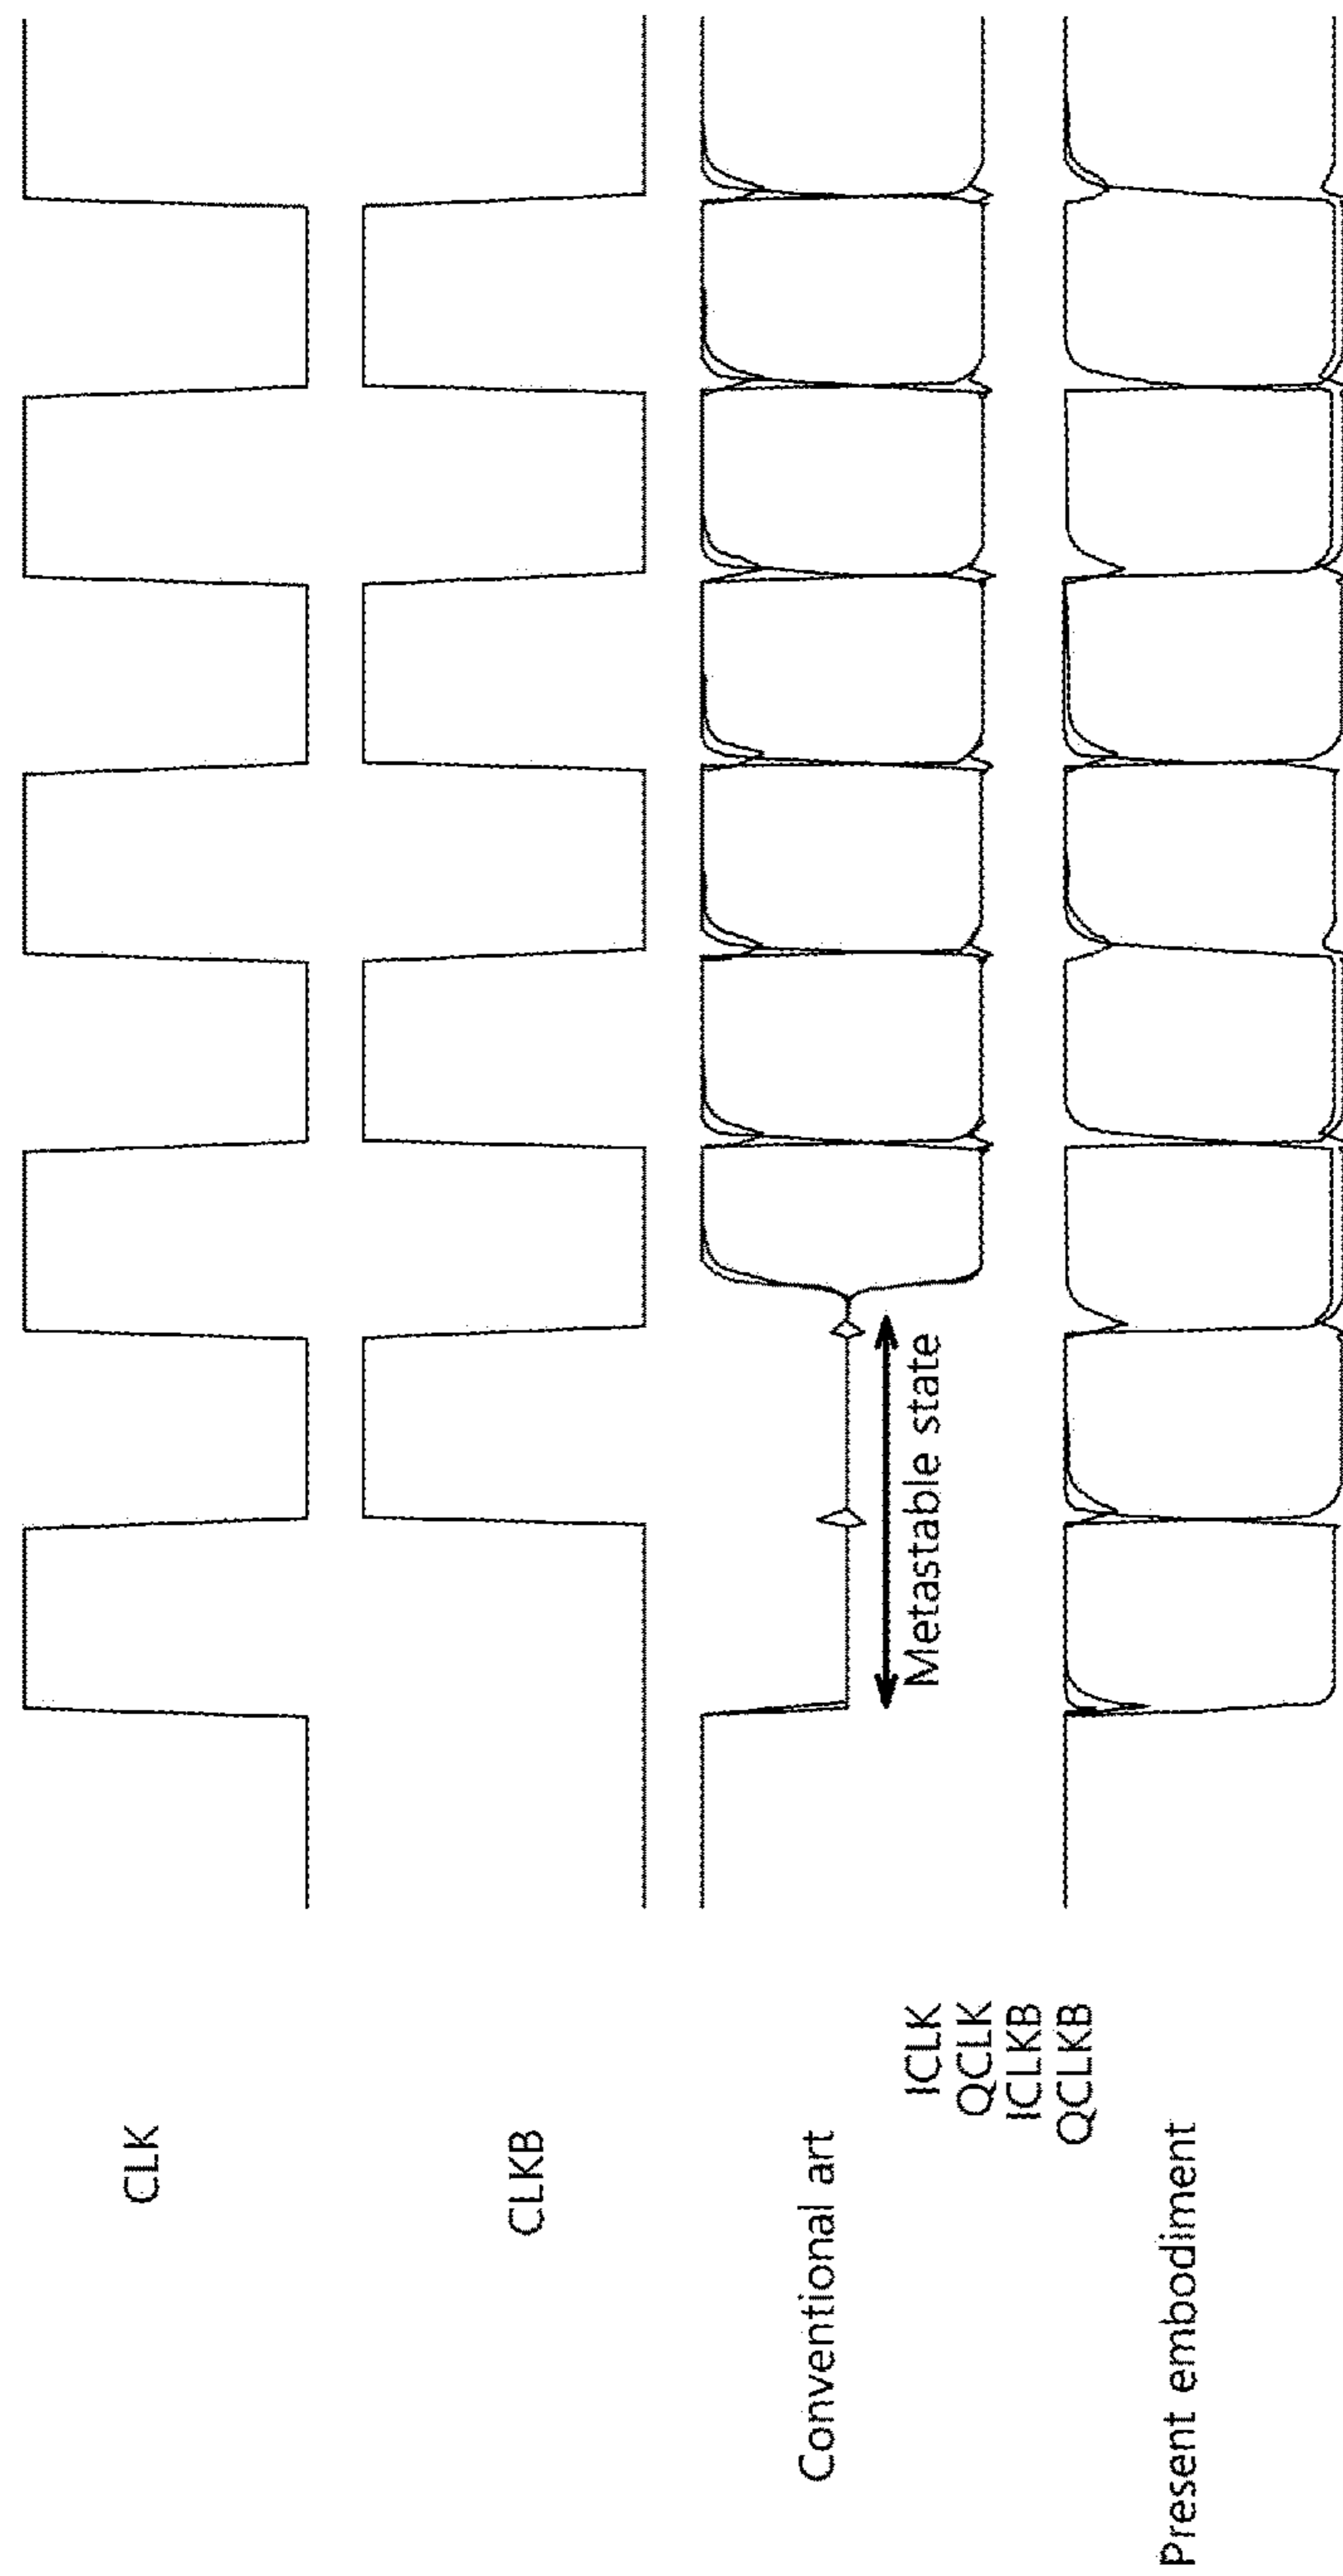 CLK
CLKB
Conventional art
Metastable state
ICLK
QCLK
ICLKB
QCLKB
Present embodiment